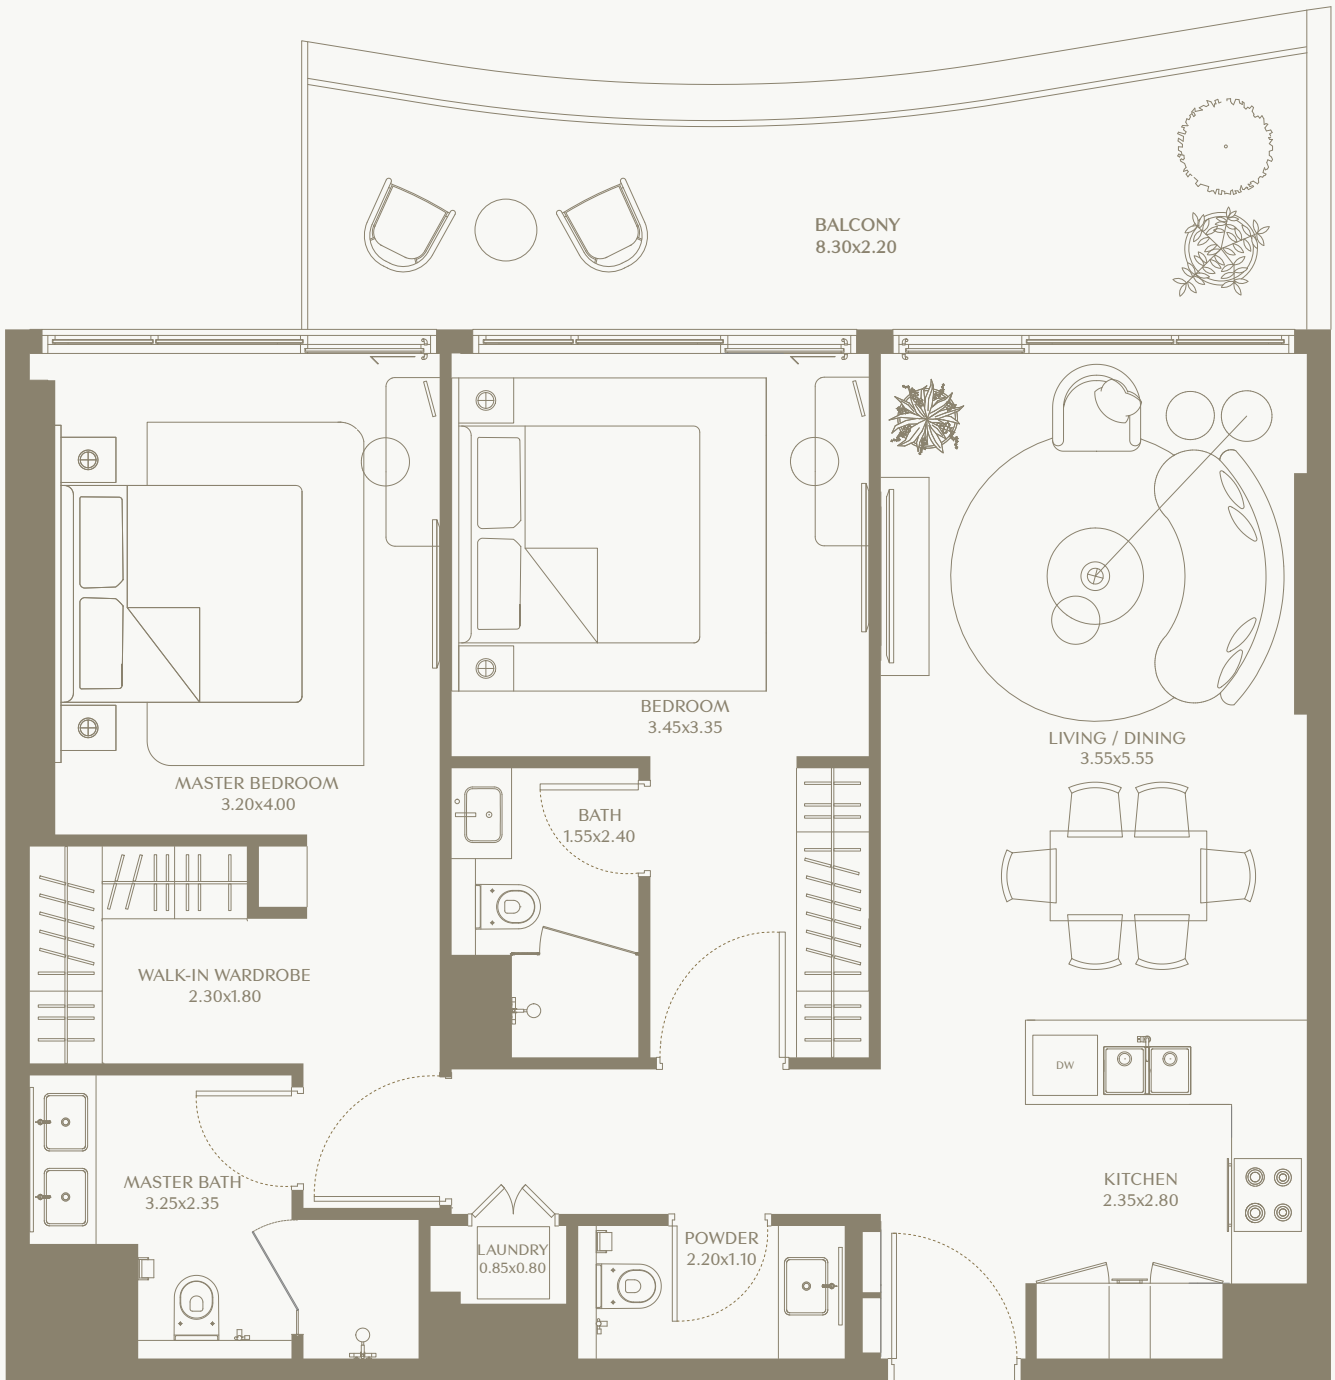 BALCONY
8.30x2.20
BEDROOM
3.45x3.35
LIVING / DINING
3.55x5.55
MASTER BEDROOM
3.20x4.00
BATH
1.55x2.40
WALK-IN WARDROBE
2.30x1.80
DW
MASTER BATH
3.25x2.35
KITCHEN
2.35x2.80
LAUNDRY
0.85x0.80
POWDER
2.20x1.10